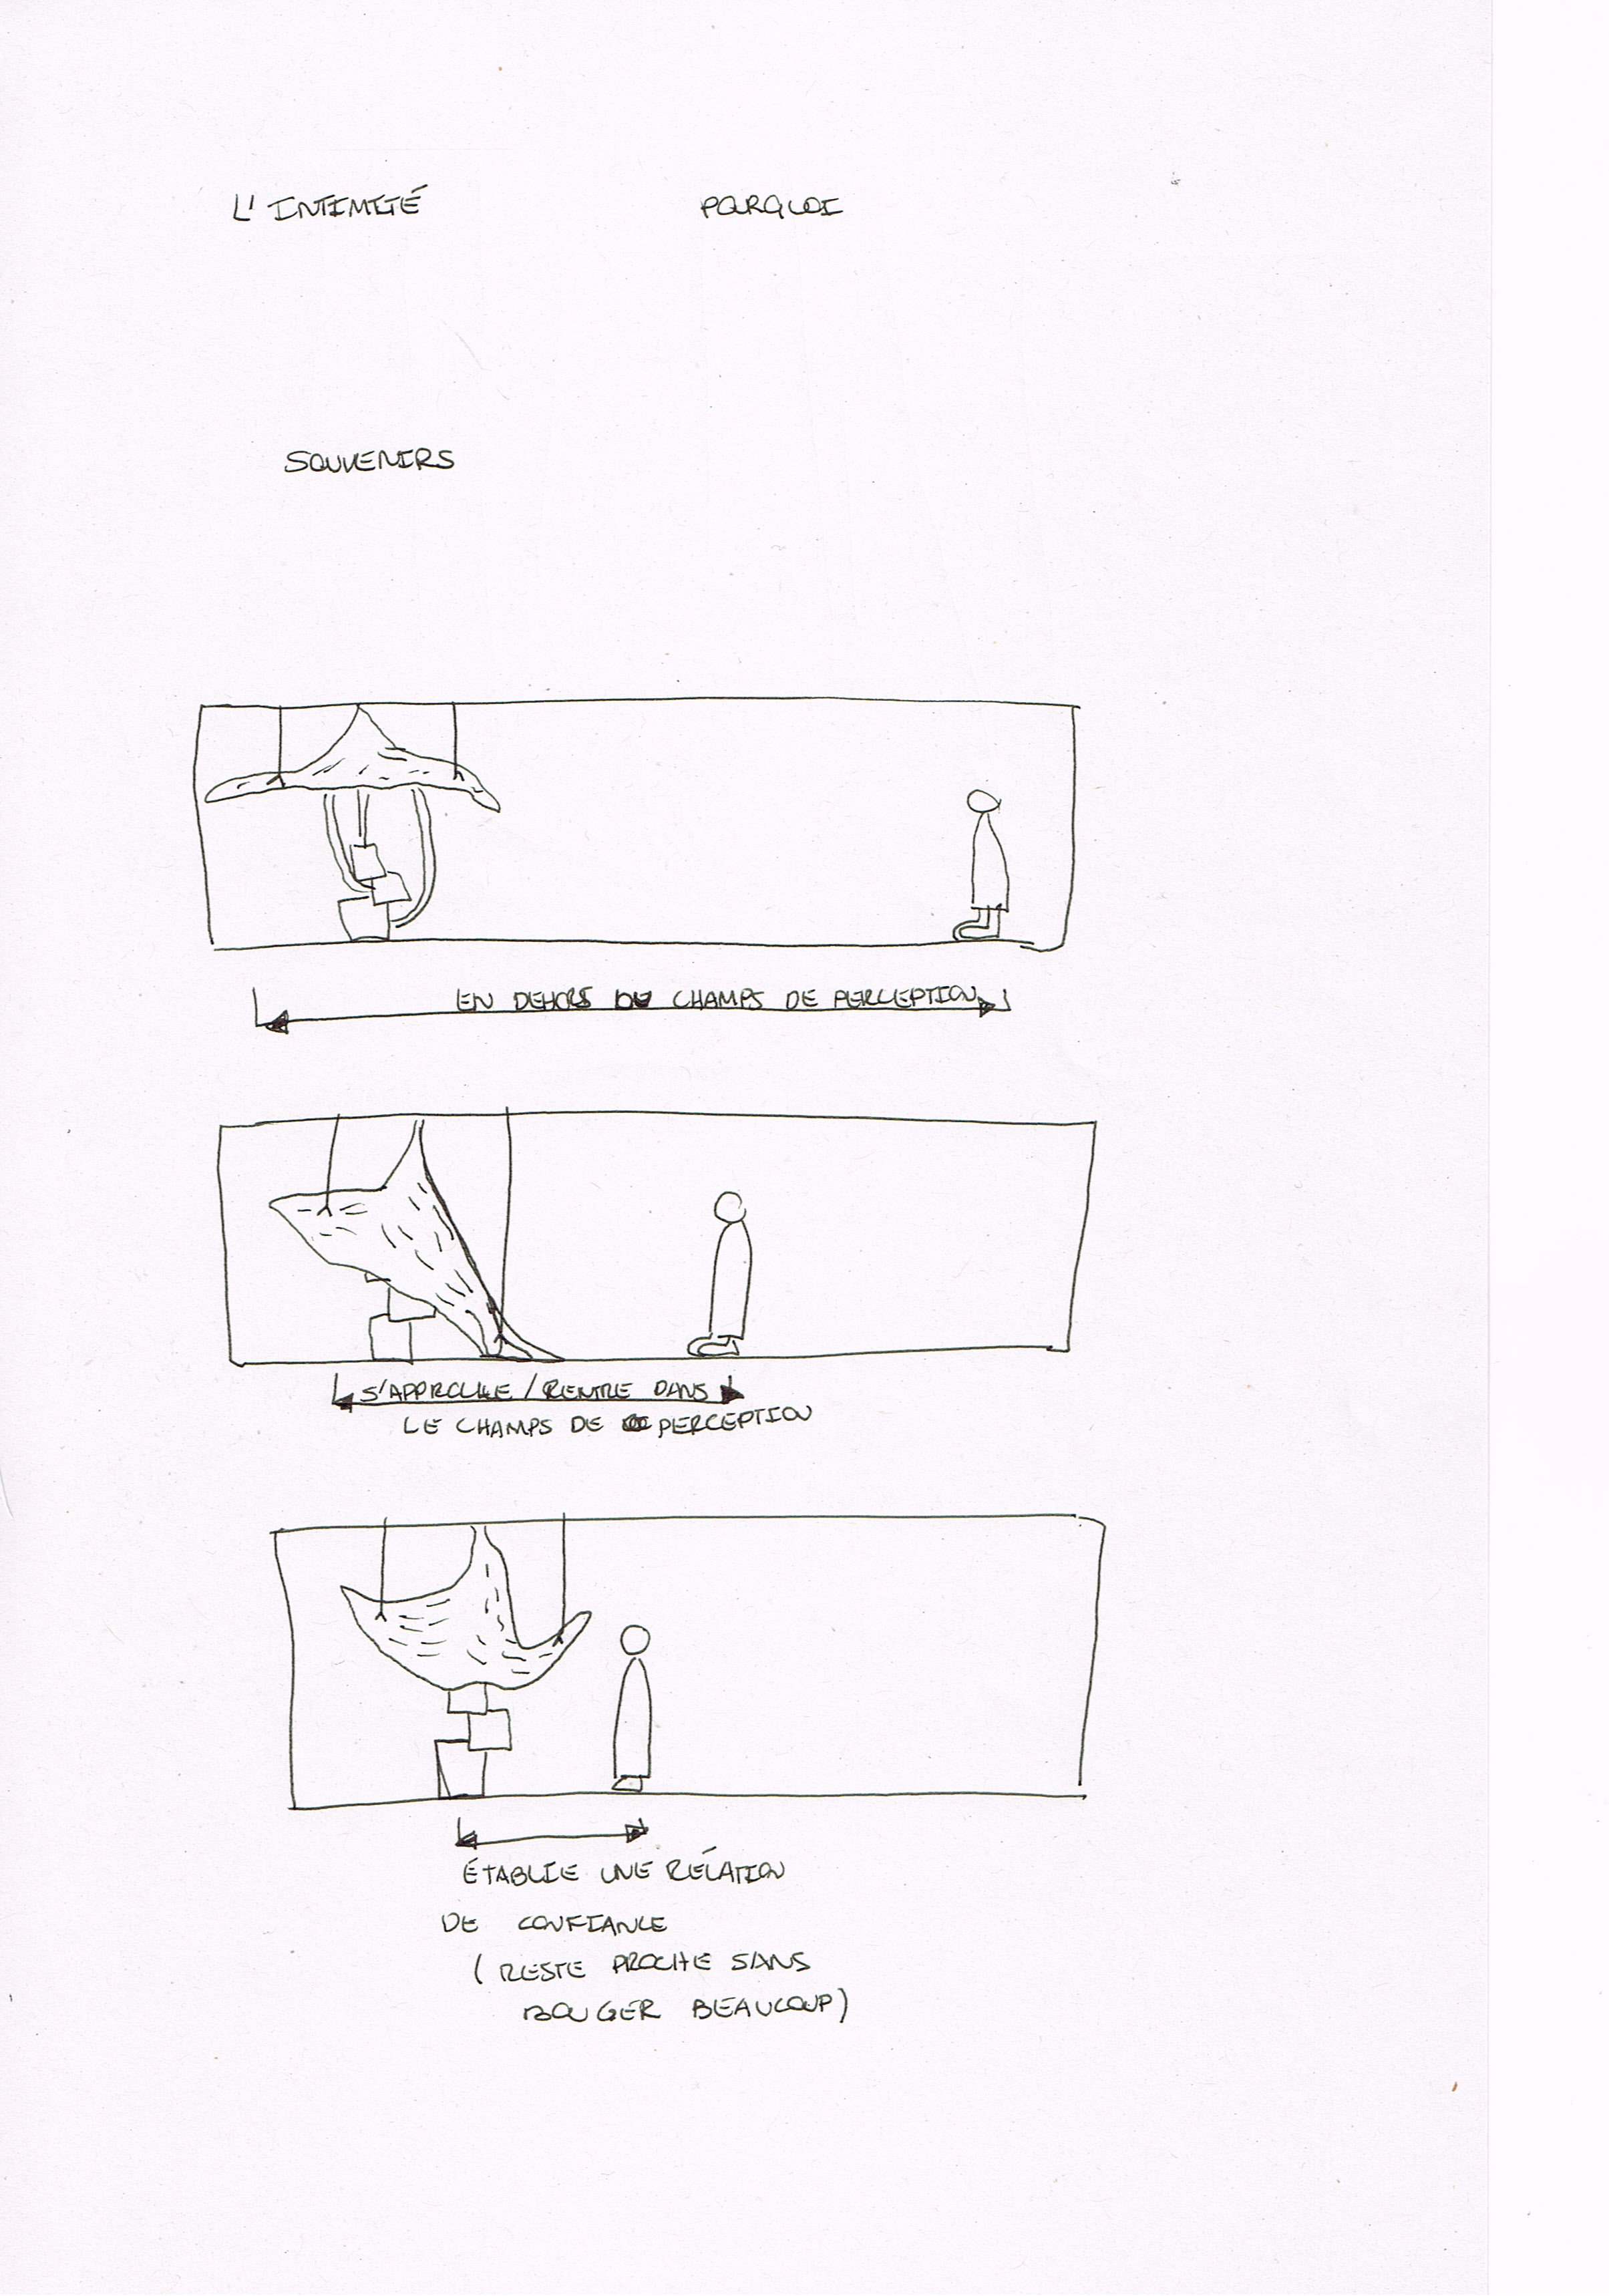 L'INTIMITÉ
POURQUOI
SOUVENIRS
EN DEHORS DU CHAMPS DE PERCEPTION
S'APPROCHE / RENTRE DANS
LE CHAMPS DE PERCEPTION
ÉTABLIE UNE RÉLATION
DE CONFIANCE
(RESTE PROCHE SANS
BOUGER BEAUCOUP)